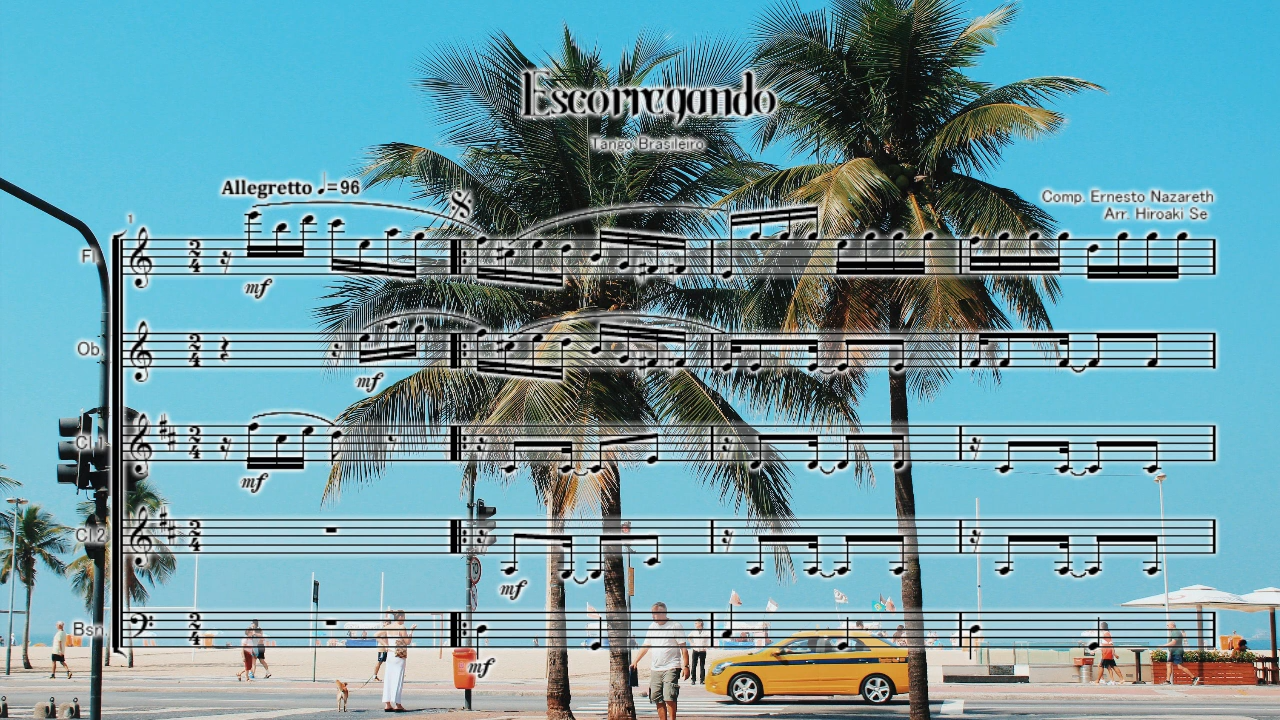 Escorregando
Tango Brasileiro
Allegretto ♩=96
Comp. Ernesto Nazareth
Arr. Hiroaki Se
1
Fl.
mf
Ob.
mf
Cl.1
mf
Cl.2
mf
Bsn.
mf